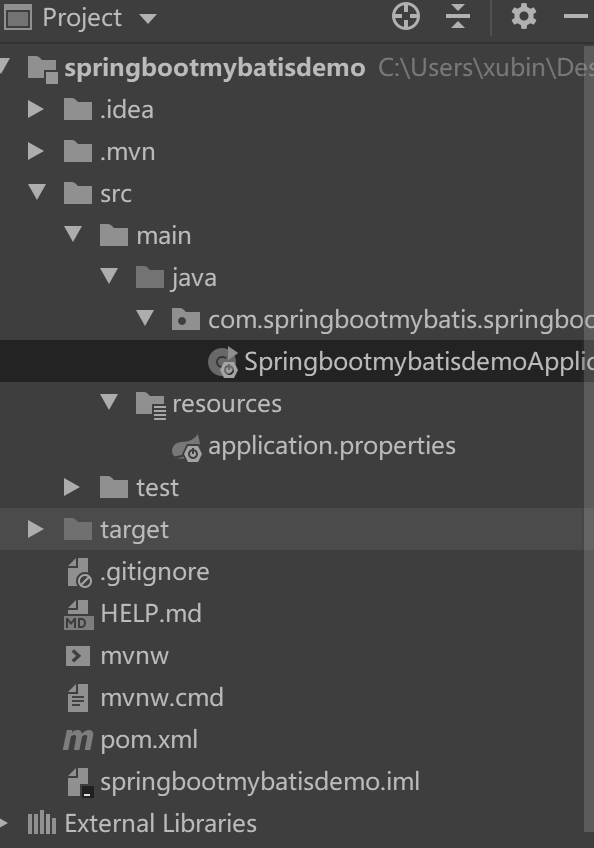 Project
springbootmybatisdemo C:\Users\xubin\Des
.idea
.mvn
src
main
java
com.springbootmybatis.springboo
SpringbootmybatisdemoApplic
resources
application.properties
test
target
.gitignore
MD HELP.md
mvnw
mvnw.cmd
m pom.xml
springbootmybatisdemo.iml
External Libraries